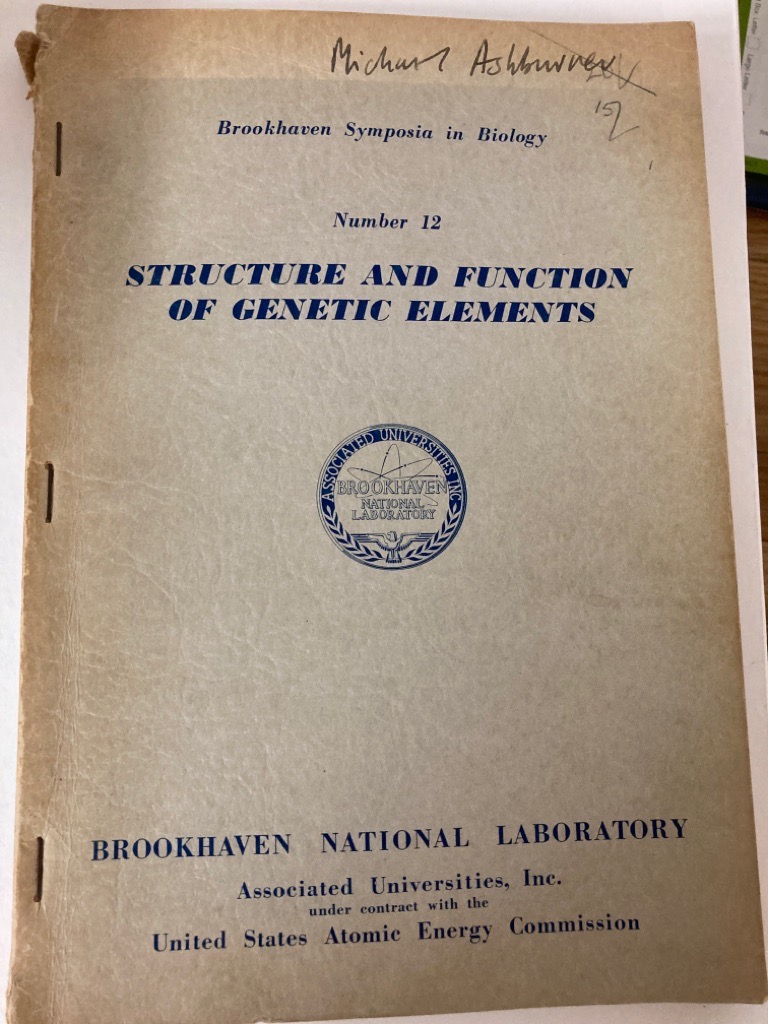 Michael Ashburner
15/
Brookhaven Symposia in Biology
Number 12
STRUCTURE AND FUNCTION
OF GENETIC ELEMENTS
ASSOCIATED UNIVERSITIES INC
BROOKHAVEN
NATIONAL
LABORATORY
BROOKHAVEN NATIONAL LABORATORY
Associated Universities, Inc.
under contract with the
United States Atomic Energy Commission